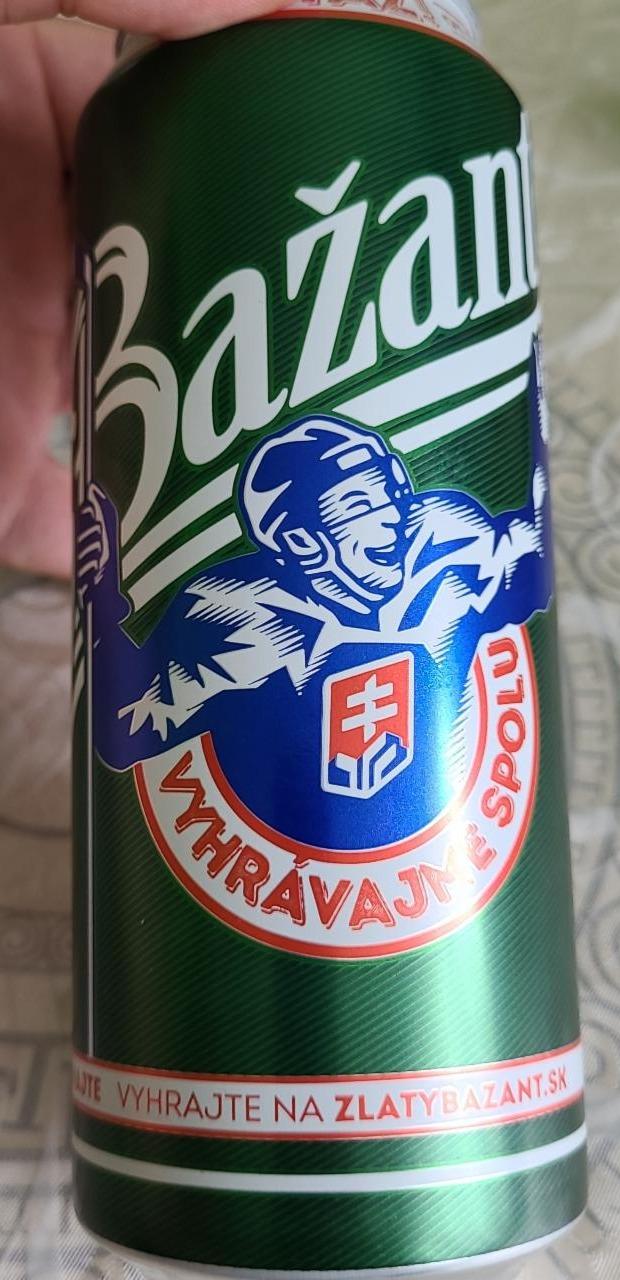 Bažant
VYHRÁVAJME SPOLU
VYHRAJTE NA ZLATYBAZANT.SK